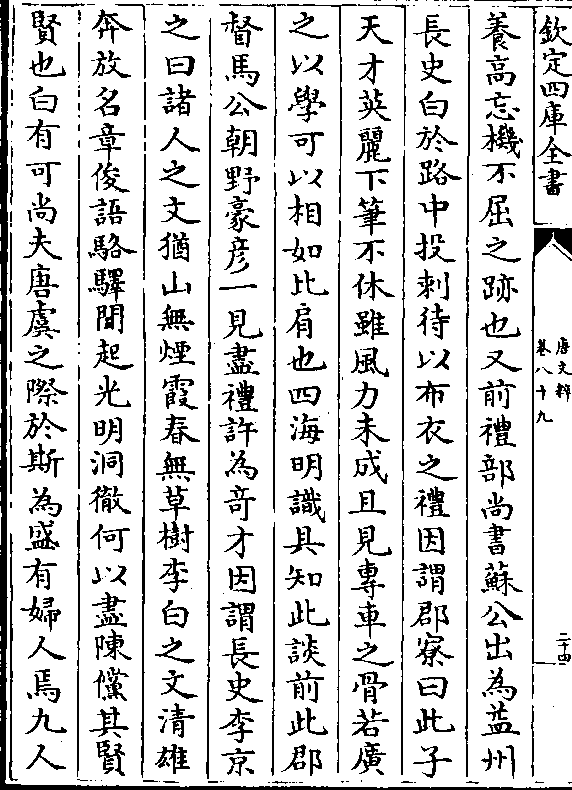 欽定四庫全書
唐文粹
卷八十九
二十四
養高忘機不屈之跡也又前禮部尚書蘇公出為益州
長史白於路中投刺待以布衣之禮因謂郡寮曰此子
天才英麗下筆不休雖風力未成且見專車之骨若廣
之以學可以相如比肩也四海明識具知此談前此郡
督馬公朝野豪彦一見盡禮許為竒才因謂長史李京
之曰諸人之文猶山無煙霞春無草樹李白之文清雄
奔放名章俊語駱驛間起光明洞徹何以盡陳儻其賢
賢也白有可尚夫唐虞之際於斯為盛有婦人焉九人